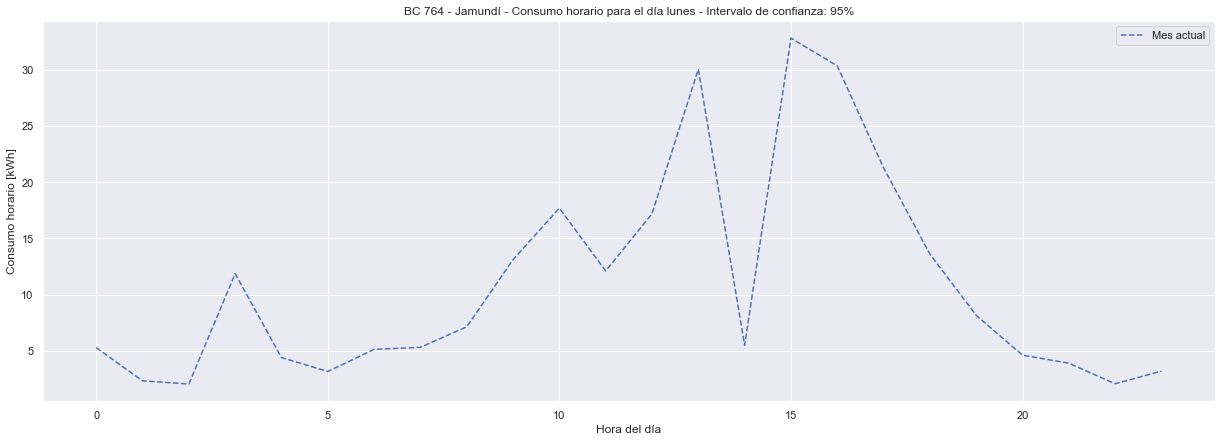 BC 764 - Jamundí - Consumo horario para el día lunes - Intervalo de confianza: 95%
Mes actual
Consumo horario [kWh]
30
25
20
15
10
5
0
5
10
15
20
Hora del día